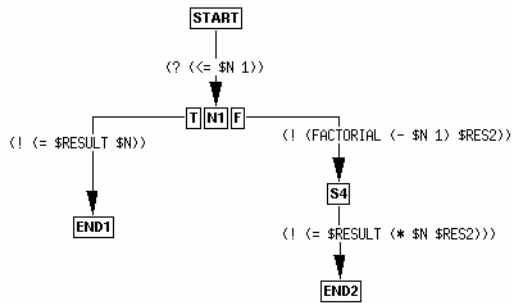 START
(? (<= $N 1))
T N1 F
(! (= $RESULT $N))
(! (FACTORIAL (- $N 1) $RES2))
S4
END1
(! (= $RESULT (* $N $RES2)))
END2